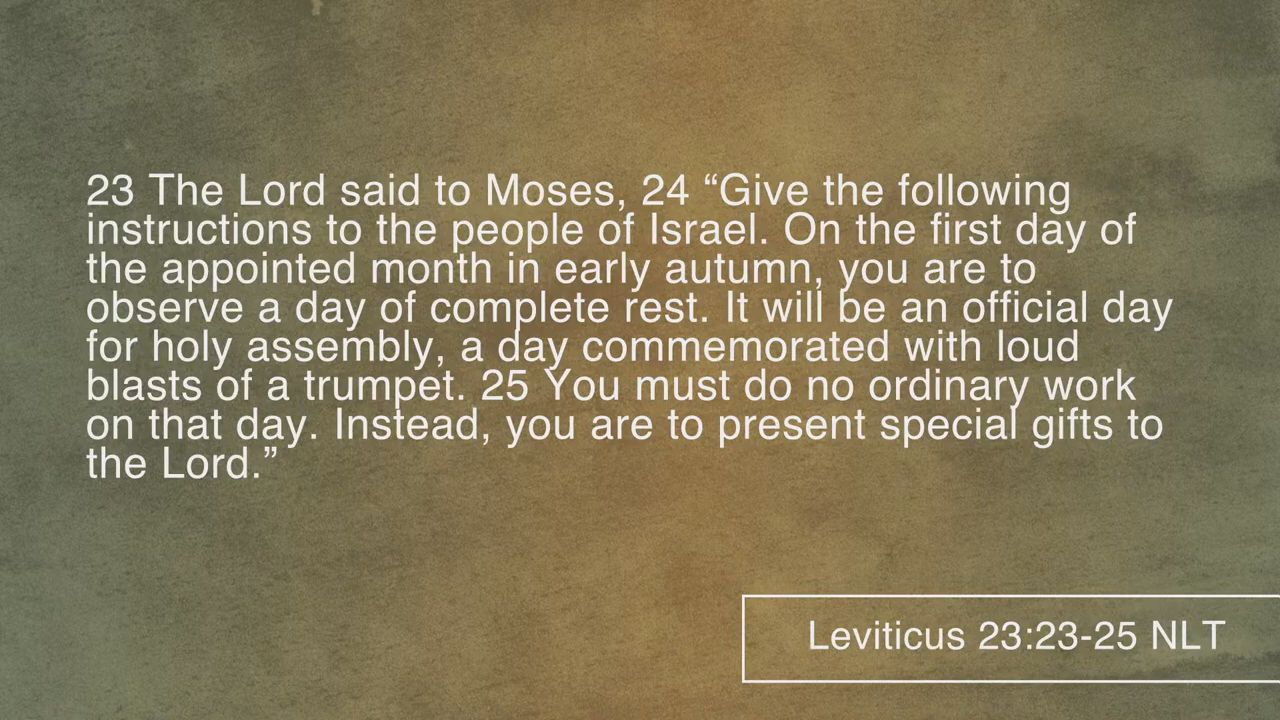 23 The Lord said to Moses, 24 “Give the following
instructions to the people of Israel. On the first day of
the appointed month in early autumn, you are to
observe a day of complete rest. It will be an official day
for holy assembly, a day commemorated with loud
blasts of a trumpet. 25 You must do no ordinary work
on that day. Instead, you are to present special gifts to
the Lord.”
Leviticus 23:23-25 NLT